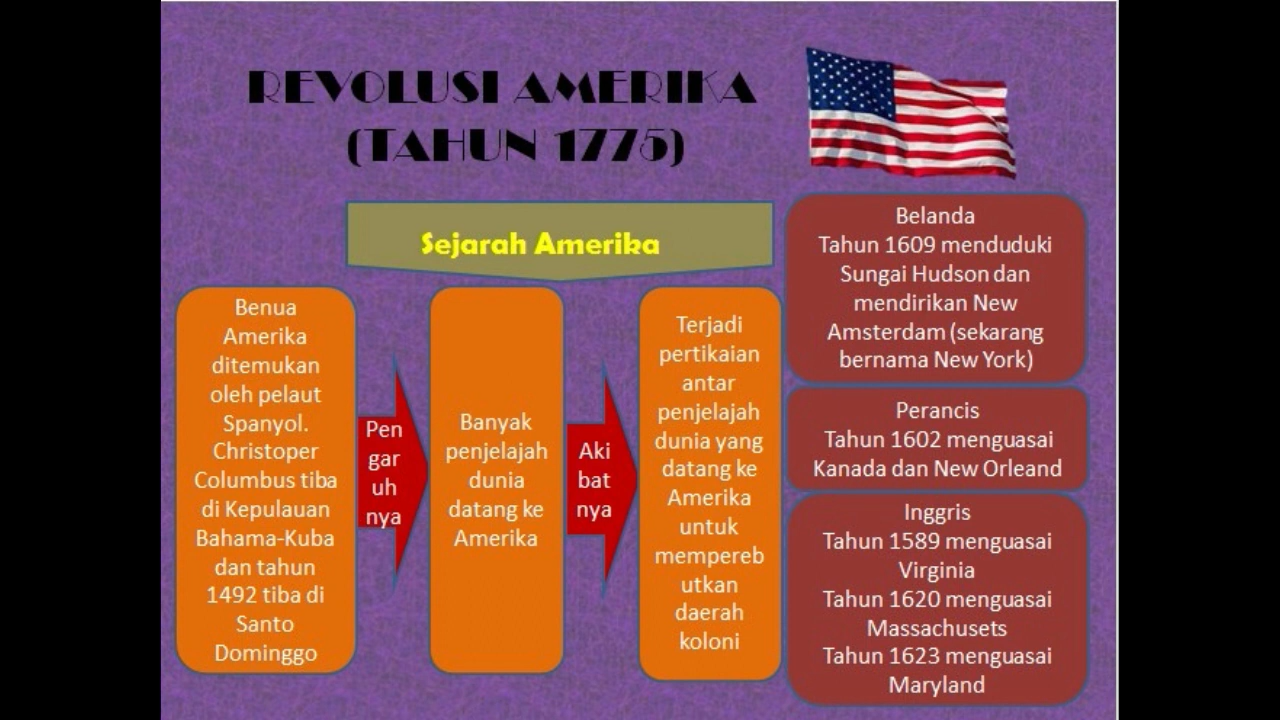 REVOLUSI AMERIKA
(TAHUN 1775)
Sejarah Amerika
Benua
Amerika
ditemukan
oleh pelaut
Spanyol.
Christoper
Columbus tiba
di Kepulauan
Bahama-Kuba
dan tahun
1492 tiba di
Santo
Dominggo
Pen
gar
uh
nya
Banyak
penjelajah
dunia
datang ke
Amerika
Aki
bat
nya
Terjadi
pertikaian
antar
penjelajah
dunia yang
datang ke
Amerika
untuk
mempereb
utkan
daerah
koloni
Belanda
Tahun 1609 menduduki
Sungai Hudson dan
mendirikan New
Amsterdam (sekarang
bernama New York)
Perancis
Tahun 1602 menguasai
Kanada dan New Orleand
Inggris
Tahun 1589 menguasai
Virginia
Tahun 1620 menguasai
Massachusets
Tahun 1623 menguasai
Maryland